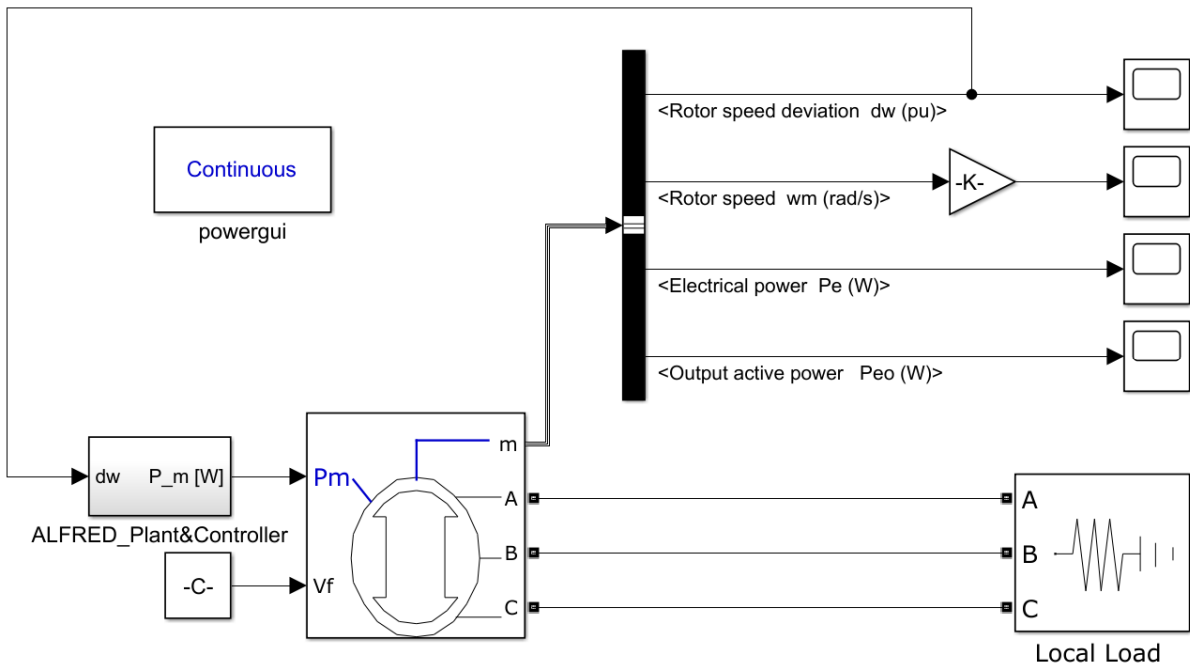 <Rotor speed deviation dw (pu)>
Continuous
powergui
<Rotor speed wm (rad/s)>
-K-
<Electrical power Pe (W)>
<Output active power Peo (W)>
dw
P_m [W]
ALFRED_Plant&Controller
-C-
Pm
Vf
m
A
B
C
A
B
C
Local Load